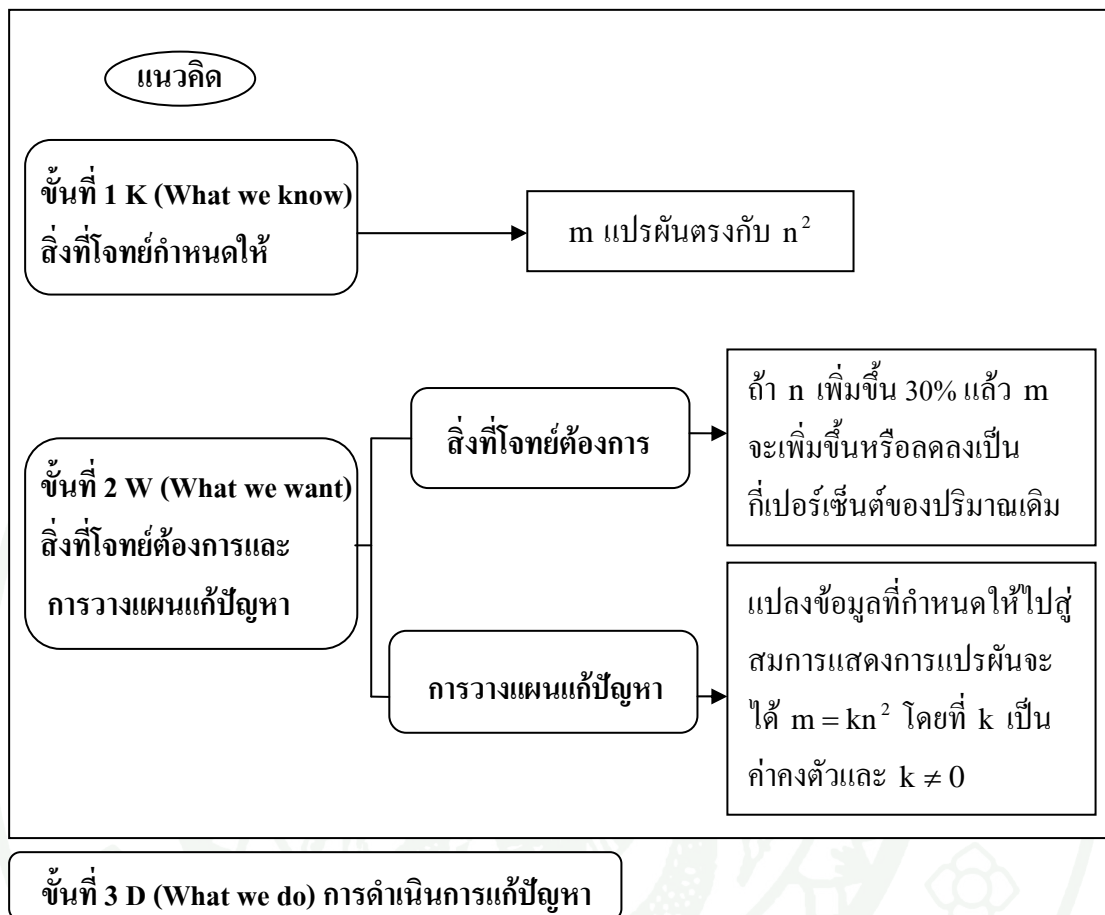 แนวคิด
ขั้นที่ 1 K (What we know)
สิ่งที่โจทย์กำหนดให้
m แปรผันตรงกับ n²
ขั้นที่ 2 W (What we want)
สิ่งที่โจทย์ต้องการและ
การวางแผนแก้ปัญหา
สิ่งที่โจทย์ต้องการ
ถ้า n เพิ่มขึ้น 30% แล้ว m
จะเพิ่มขึ้นหรือลดลงเป็น
กี่เปอร์เซ็นต์ของปริมาณเดิม
การวางแผนแก้ปัญหา
แปลงข้อมูลที่กำหนดให้ไปสู่
สมการแสดงการแปรผันจะ
ได้ m = kn² โดยที่ k เป็น
ค่าคงตัวและ k ≠ 0
ขั้นที่ 3 D (What we do) การดำเนินการแก้ปัญหา